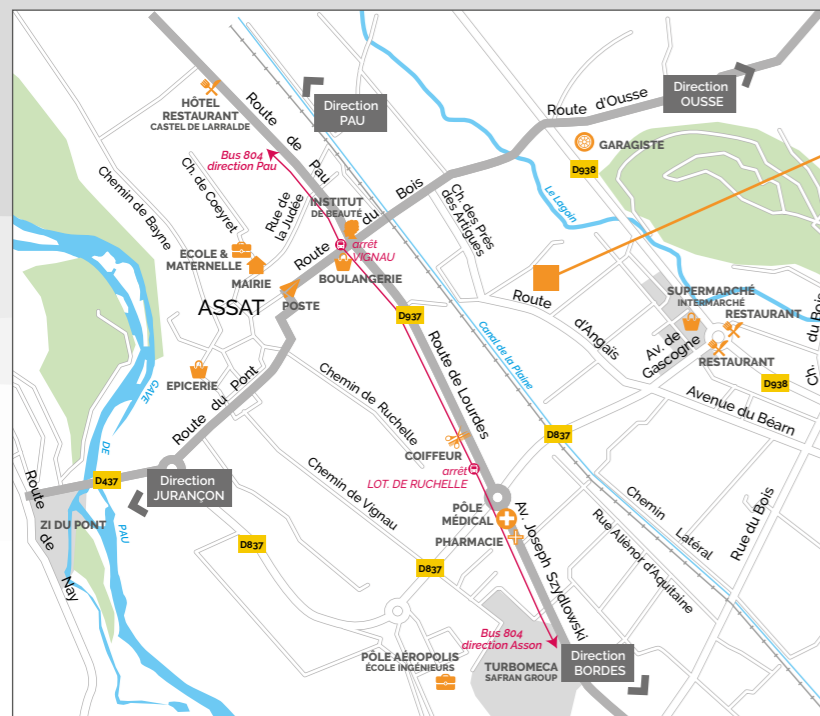 HÔTEL
RESTAURANT
CASTEL DE LARRALDE
Route de Pau
Direction
PAU
Direction
OUSSE
Route d'Ousse
GARAGISTE
D938
Le Lagoin
Bus 804
direction Pau
Chemin de Bayne
Ch. de Coeyret
Rue de
la Judée
INSTITUT
DE BEAUTÉ
Route du Bois
Ch. des Près
des Artigues
ECOLE &
MATERNELLE
MAIRIE
arrêt
VIGNAU
BOULANGERIE
POSTE
ASSAT
D937
Route d'Angaïs
SUPERMARCHÉ
INTERMARCHÉ
RESTAURANT
RESTAURANT
Av. de
Gascogne
Ch. du Bois
D938
Avenue du Béarn
Canal de la Plaine
Route de Lourdes
EPICERIE
Route du Pont
Chemin de Ruchelle
COIFFEUR
D837
arrêt
LOT. DE RUCHELLE
GAVE DE PAU
Route de Nay
D437
Direction
JURANÇON
ZI DU PONT
Chemin de Vignau
D837
D837
PÔLE
MÉDICAL
PHARMACIE
Av. Joseph Szydlowski
Chemin Latéral
Rue Aliénor d'Aquitaine
Rue du Bois
Bus 804
direction Asson
PÔLE AÉROPOLIS
ÉCOLE INGÉNIEURS
TURBOMECA
SAFRAN GROUP
Direction
BORDES